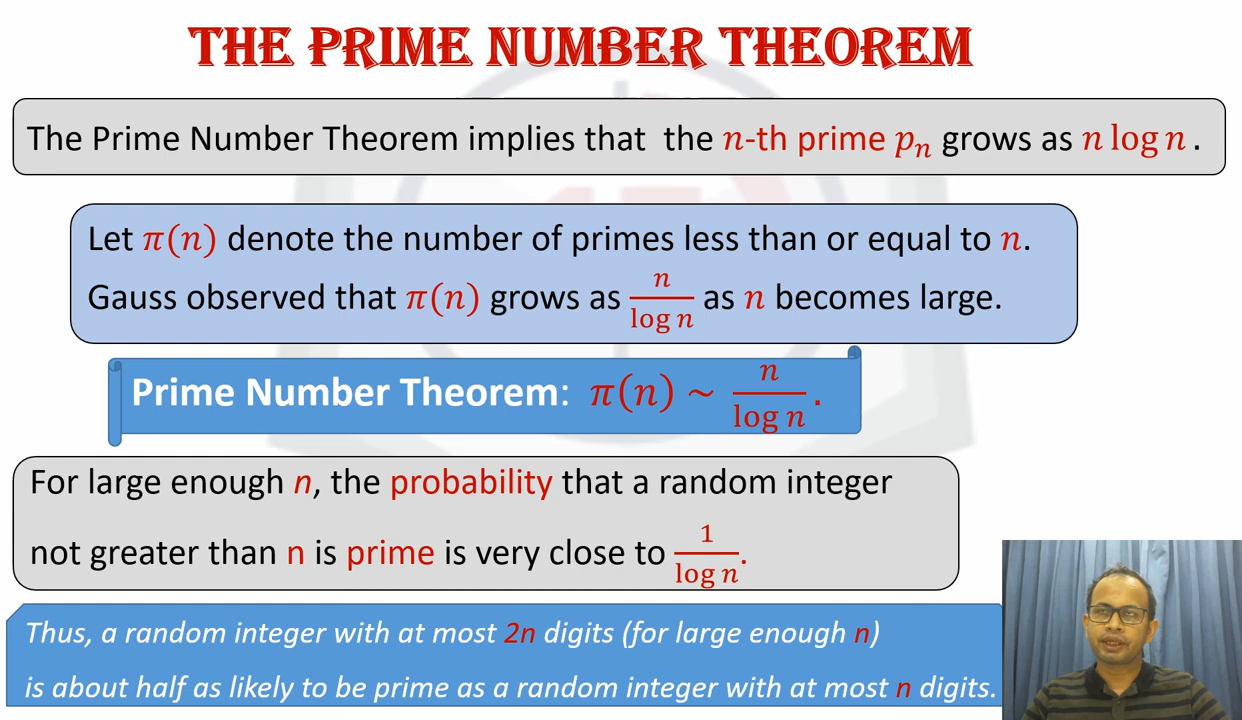 THE PRIME NUMBER THEOREM
The Prime Number Theorem implies that the n-th prime pₙ grows as n log n .
Let π(n) denote the number of primes less than or equal to n.
Gauss observed that π(n) grows as n/log n as n becomes large.
Prime Number Theorem: π(n) ~ n/log n .
For large enough n, the probability that a random integer
not greater than n is prime is very close to 1/log n.
Thus, a random integer with at most 2n digits (for large enough n)
is about half as likely to be prime as a random integer with at most n digits.